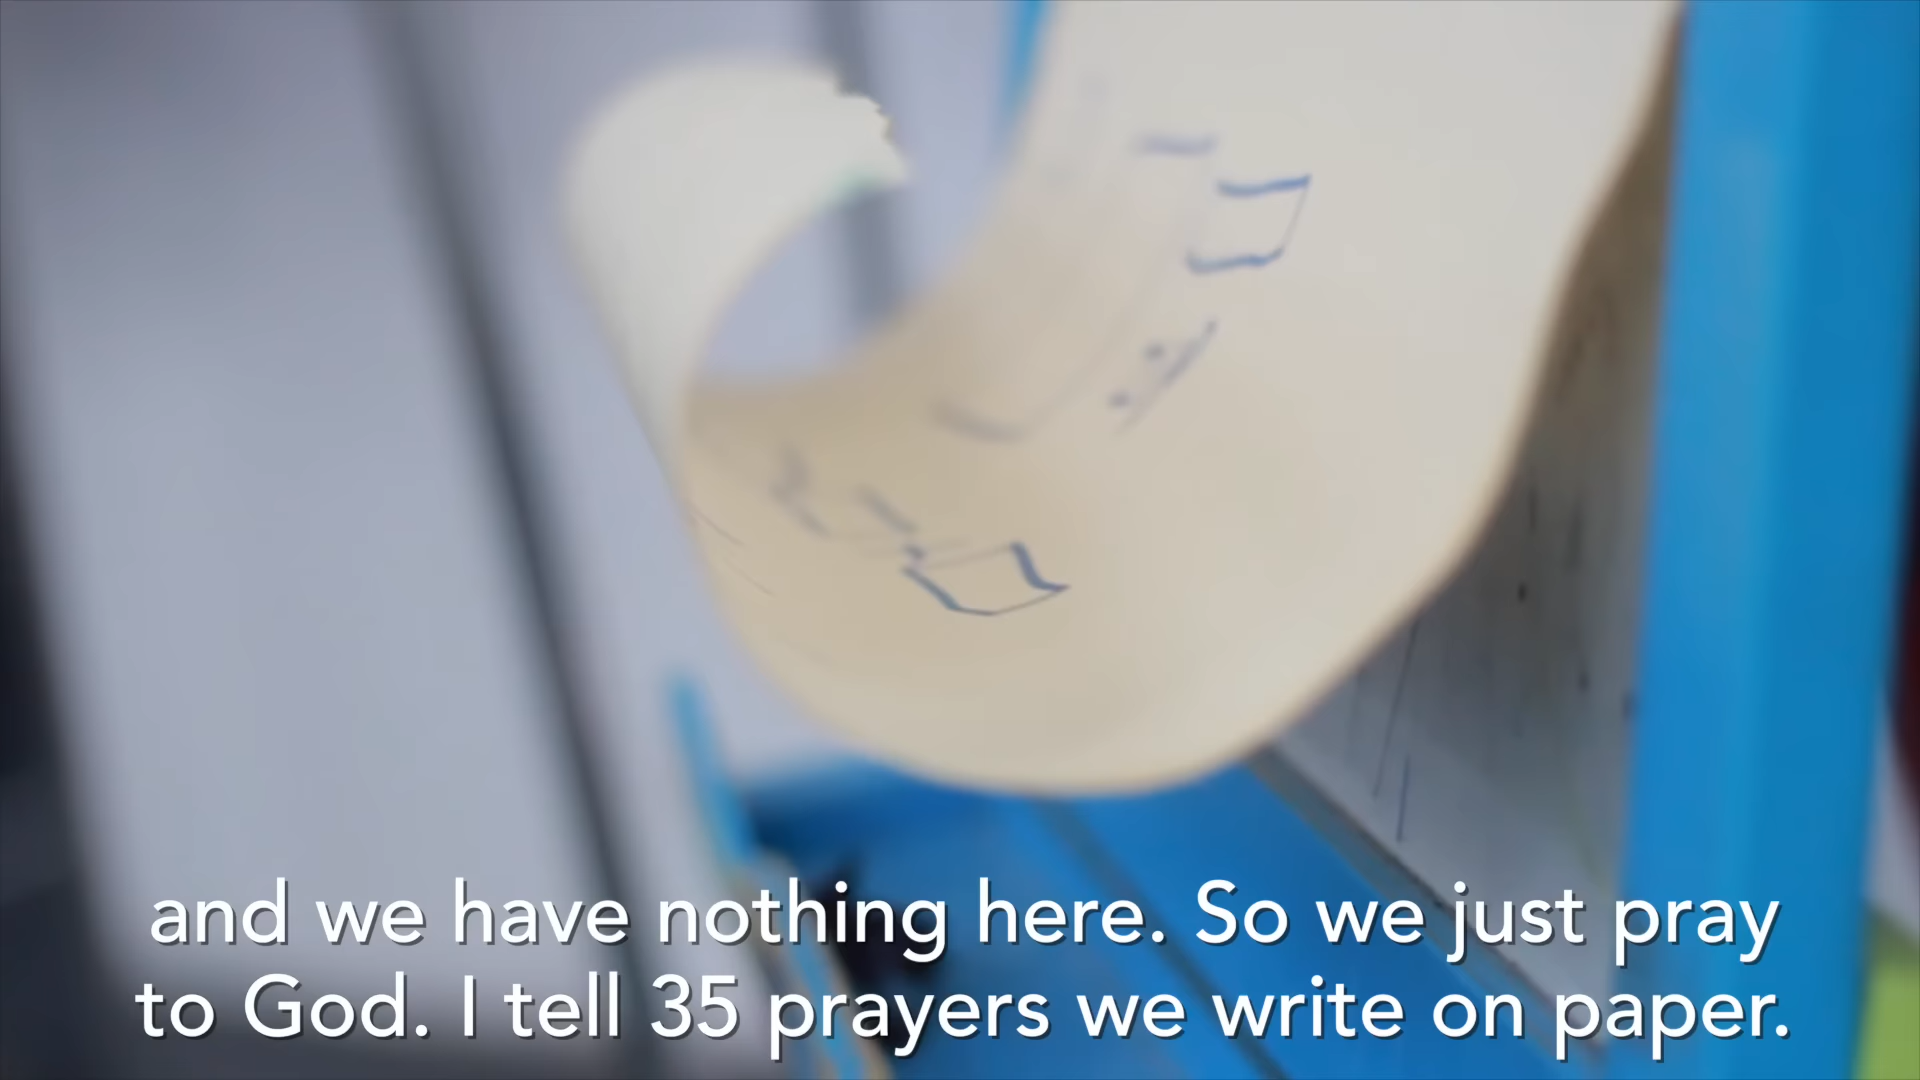 and we have nothing here. So we just pray
to God. I tell 35 prayers we write on paper.